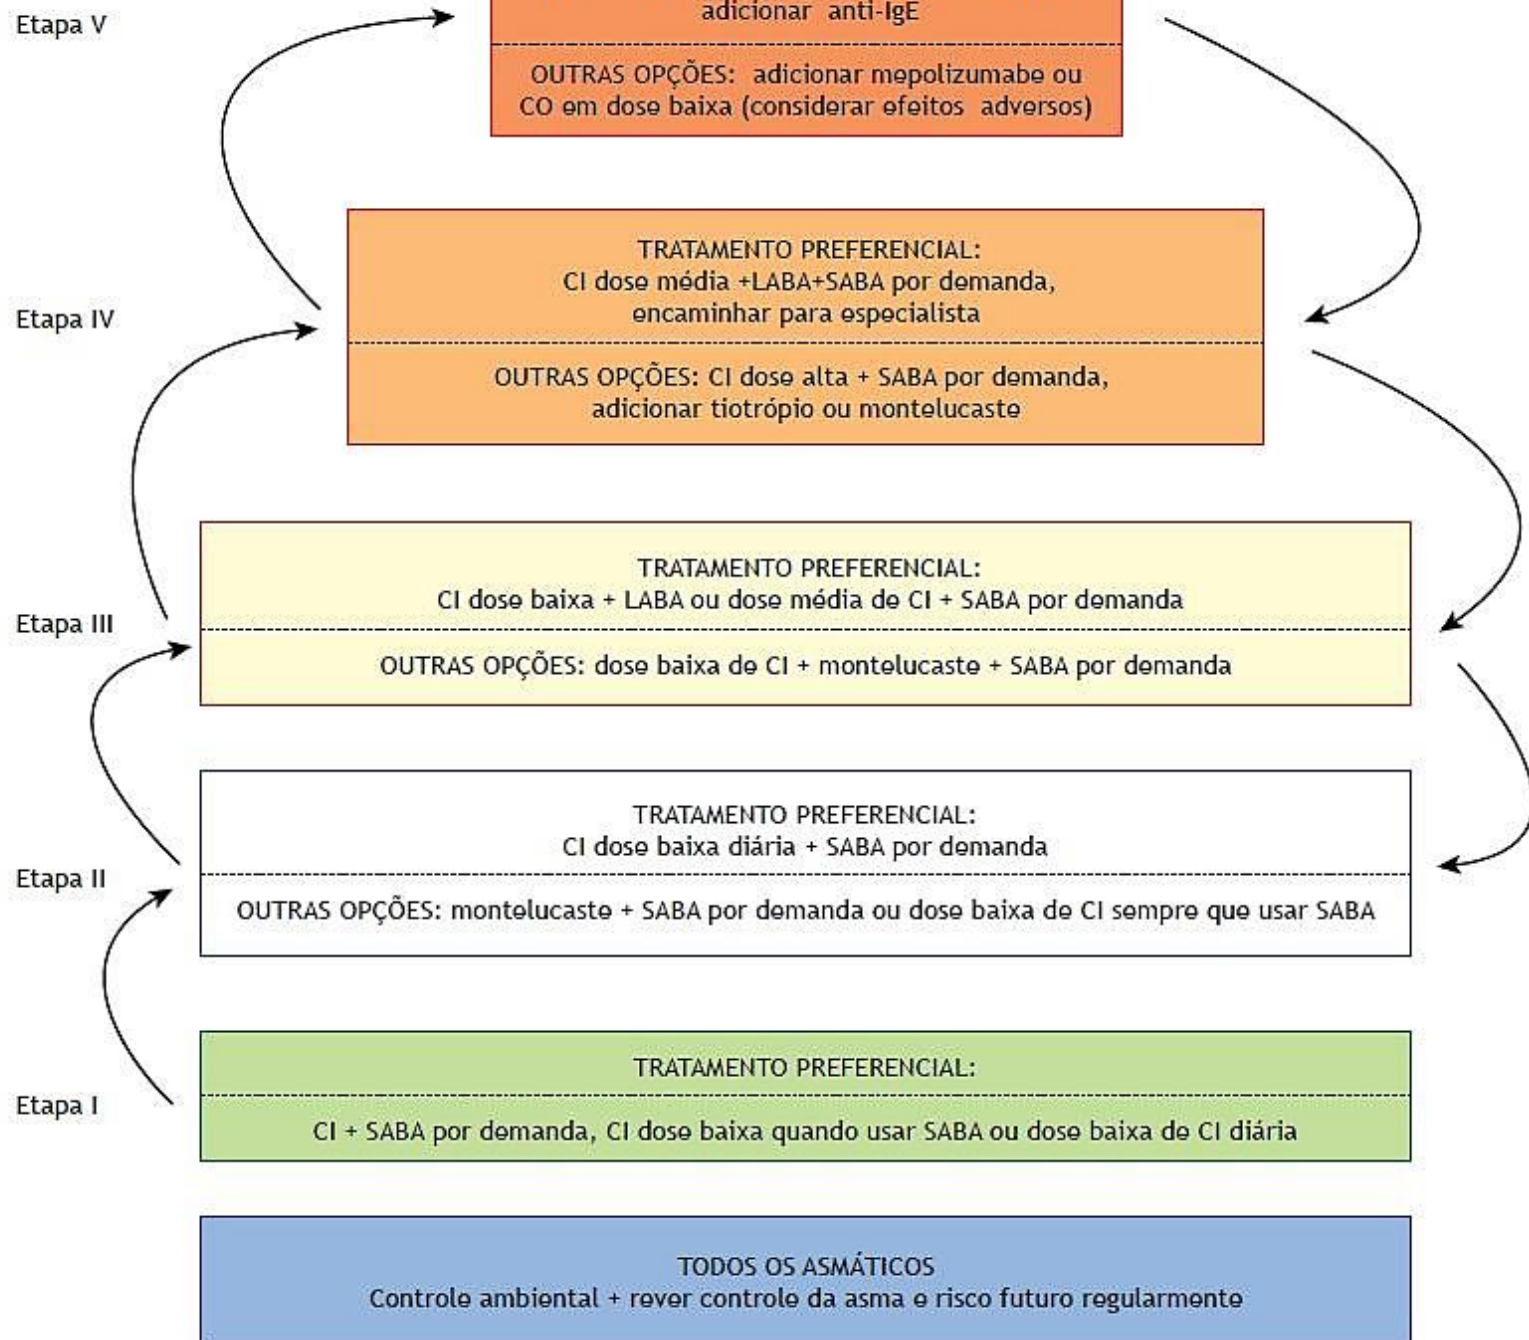 Etapa V
adicionar anti-IgE
OUTRAS OPÇÕES: adicionar mepolizumabe ou
CO em dose baixa (considerar efeitos adversos)
Etapa IV
TRATAMENTO PREFERENCIAL:
CI dose média +LABA+SABA por demanda,
encaminhar para especialista
OUTRAS OPÇÕES: CI dose alta + SABA por demanda,
adicionar tiotrópio ou montelucaste
Etapa III
TRATAMENTO PREFERENCIAL:
CI dose baixa + LABA ou dose média de CI + SABA por demanda
OUTRAS OPÇÕES: dose baixa de CI + montelucaste + SABA por demanda
Etapa II
TRATAMENTO PREFERENCIAL:
CI dose baixa diária + SABA por demanda
OUTRAS OPÇÕES: montelucaste + SABA por demanda ou dose baixa de CI sempre que usar SABA
Etapa I
TRATAMENTO PREFERENCIAL:
CI + SABA por demanda, CI dose baixa quando usar SABA ou dose baixa de CI diária
TODOS OS ASMÁTICOS
Controle ambiental + rever controle da asma e risco futuro regularmente